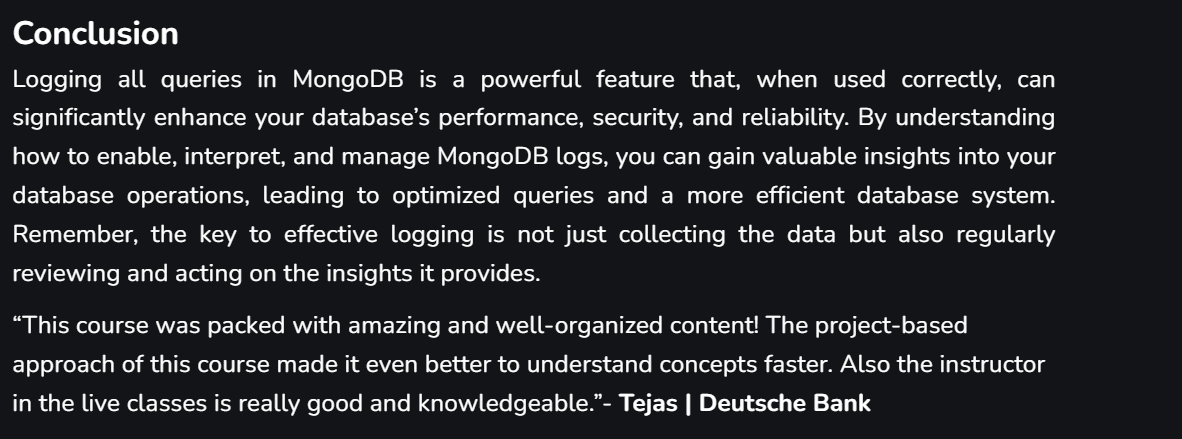 Conclusion
Logging all queries in MongoDB is a powerful feature that, when used correctly, can
significantly enhance your database’s performance, security, and reliability. By understanding
how to enable, interpret, and manage MongoDB logs, you can gain valuable insights into your
database operations, leading to optimized queries and a more efficient database system.
Remember, the key to effective logging is not just collecting the data but also regularly
reviewing and acting on the insights it provides.
“This course was packed with amazing and well-organized content! The project-based
approach of this course made it even better to understand concepts faster. Also the instructor
in the live classes is really good and knowledgeable.”- Tejas | Deutsche Bank